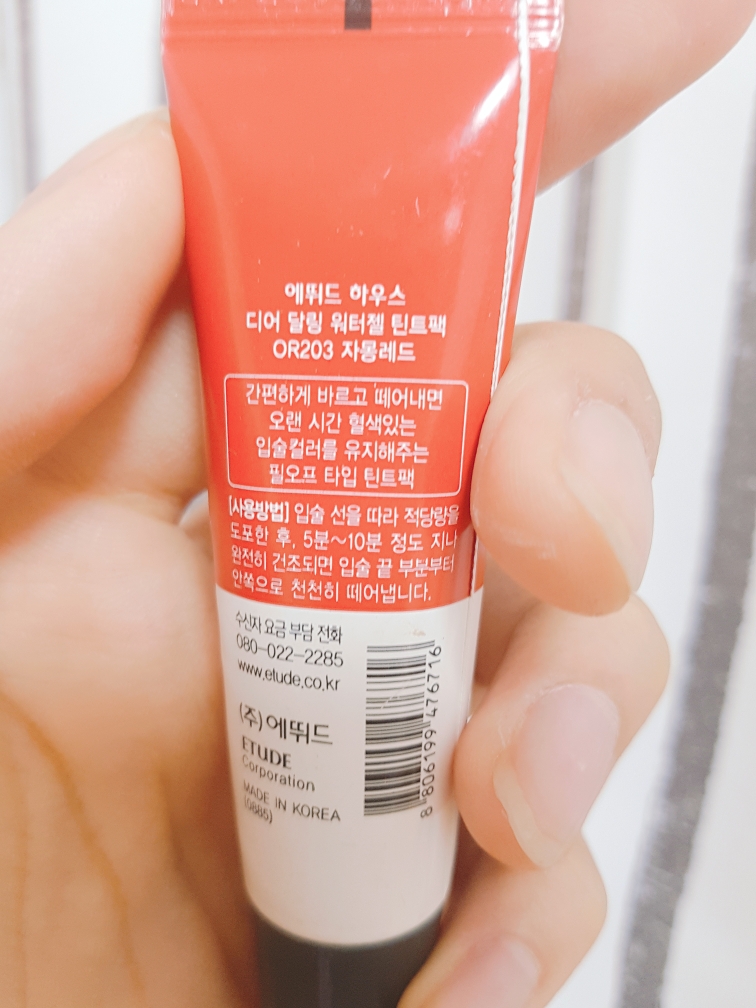 에뛰드 하우스
디어 달링 워터젤 틴트팩
OR203 자몽레드
간편하게 바르고 떼어내면
오랜 시간 혈색있는
입술컬러를 유지해주는
필오프 타입 틴트팩
[사용방법] 입술 선을 따라 적당량을
도포한 후, 5분~10분 정도 지나
완전히 건조되면 입술 끝 부분부터
안쪽으로 천천히 떼어냅니다.
수신자 요금 부담 전화
080-022-2285
www.etude.co.kr
(주)에뛰드
ETUDE
Corporation
MADE IN KOREA
(0885)
8 806199 476716